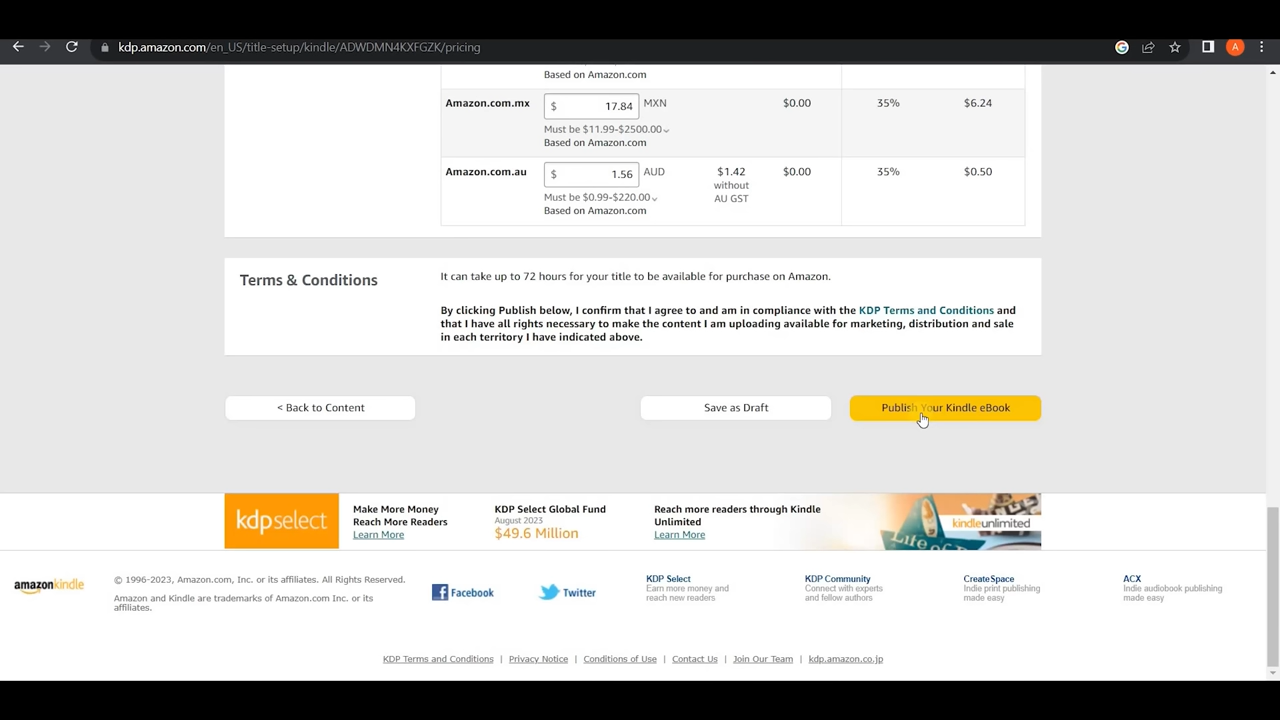 kdp.amazon.com/en_US/title-setup/kindle/ADWDMN4KXFGZK/pricing
A
Based on Amazon.com
Amazon.com.mx $ 17.84 MXN $0.00 35% $6.24
Must be $11.99-$2500.00
Based on Amazon.com
Amazon.com.au $ 1.56 AUD $1.42 $0.00 35% $0.50
without
Must be $0.99-$220.00 AU GST
Based on Amazon.com
Terms & Conditions
It can take up to 72 hours for your title to be available for purchase on Amazon.
By clicking Publish below, I confirm that I agree to and am in compliance with the KDP Terms and Conditions and
that I have all rights necessary to make the content I am uploading available for marketing, distribution and sale
in each territory I have indicated above.
< Back to Content
Save as Draft
Publish Your Kindle eBook
kdpselect
Make More Money
Reach More Readers
Learn More
KDP Select Global Fund
August 2023
$49.6 Million
Reach more readers through Kindle
Unlimited
Learn More
Life of
kindleunlimited
amazonkindle
© 1996-2023, Amazon.com, Inc. or its affiliates. All Rights Reserved.
Amazon and Kindle are trademarks of Amazon.com Inc. or its
affiliates.
Facebook
Twitter
KDP Select
Earn more money and
reach new readers
KDP Community
Connect with experts
and fellow authors
CreateSpace
Indie print publishing
made easy
ACX
Indie audiobook publishing
made easy
KDP Terms and Conditions | Privacy Notice | Conditions of Use | Contact Us | Join Our Team | kdp.amazon.co.jp